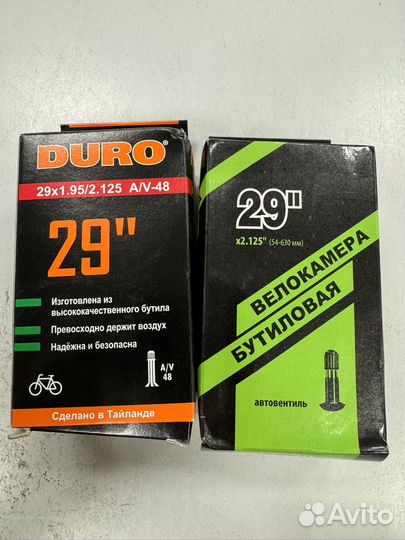 DURO
29x1.95/2.125 A/V-48
29"
Изготовлена из
высококачественного бутила
Превосходно держит воздух
Надёжна и безопасна
A/V
48
Сделано в Тайланде
29"
x2.125" (54-630 мм)
ВЕЛОКАМЕРА
БУТИЛОВАЯ
автовентиль
Avito